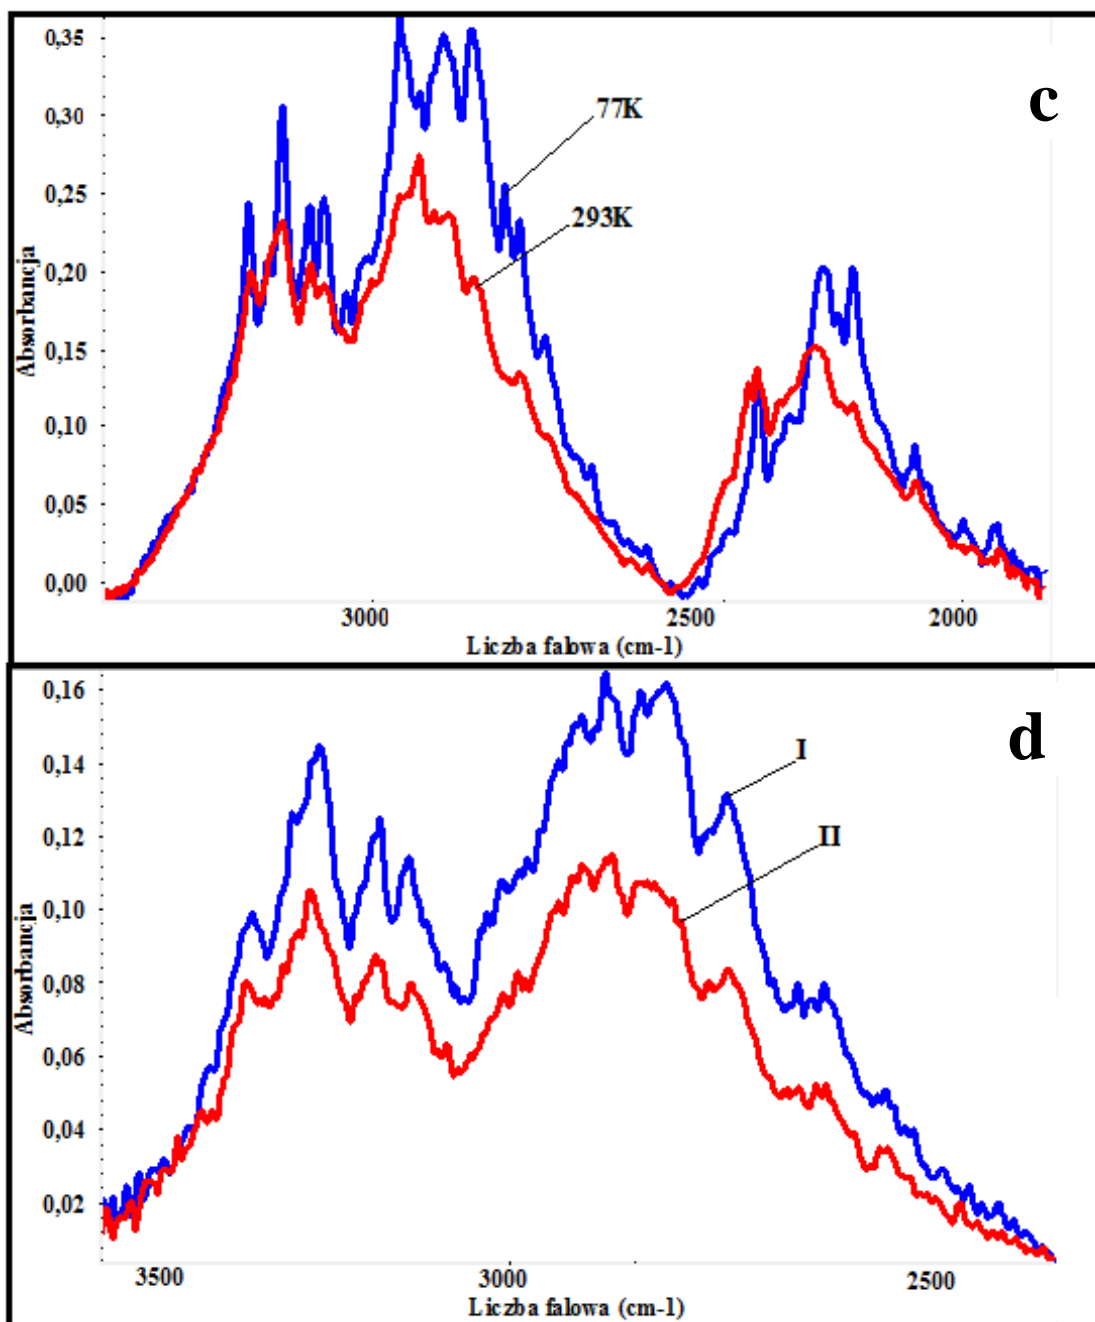 0,35
c
0,30
77K
0,25
293K
0,20
0,15
0,10
0,05
0,00
Absorbancja
3000 2500 2000
Liczba falowa (cm-1)
0,16
d
I
0,14
II
0,12
0,10
0,08
0,06
0,04
0,02
Absorbancja
3500 3000 2500
Liczba falowa (cm-1)